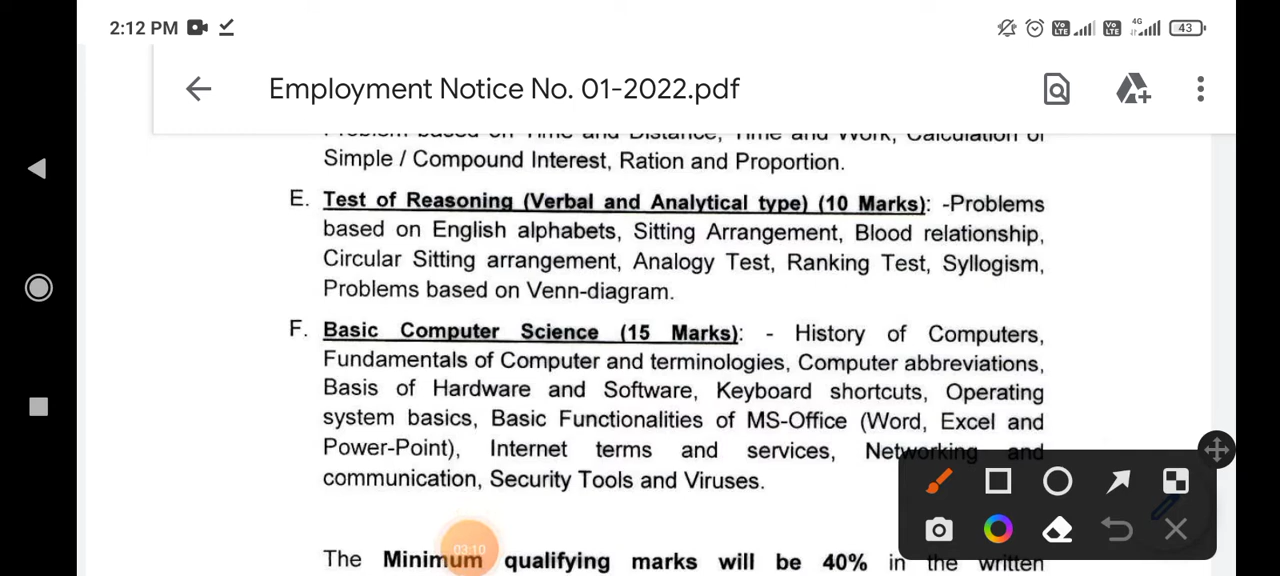 2:12 PM
4G
43
Employment Notice No. 01-2022.pdf
Problem based on Time and Distance, Time and Work, Calculation of
Simple / Compound Interest, Ration and Proportion.
E. Test of Reasoning (Verbal and Analytical type) (10 Marks): -Problems
based on English alphabets, Sitting Arrangement, Blood relationship,
Circular Sitting arrangement, Analogy Test, Ranking Test, Syllogism,
Problems based on Venn-diagram.
F. Basic Computer Science (15 Marks): - History of Computers,
Fundamentals of Computer and terminologies, Computer abbreviations,
Basis of Hardware and Software, Keyboard shortcuts, Operating
system basics, Basic Functionalities of MS-Office (Word, Excel and
Power-Point), Internet terms and services, Networking and
communication, Security Tools and Viruses.
03:10
The Minimum qualifying marks will be 40% in the written